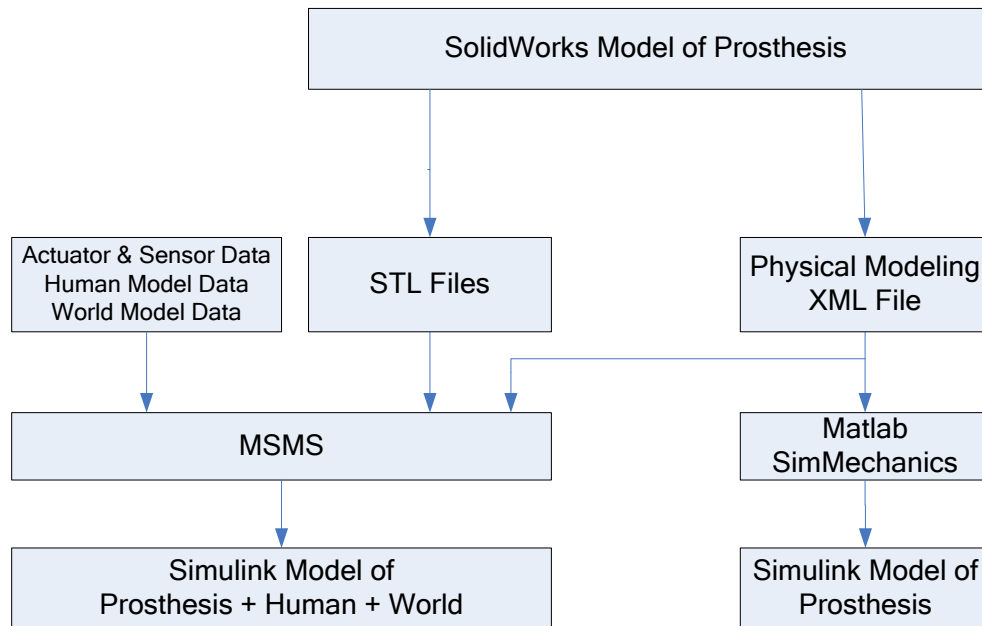 SolidWorks Model of Prosthesis
Actuator & Sensor Data
Human Model Data
World Model Data
STL Files
Physical Modeling
XML File
MSMS
Matlab
SimMechanics
Simulink Model of
Prosthesis + Human + World
Simulink Model of
Prosthesis